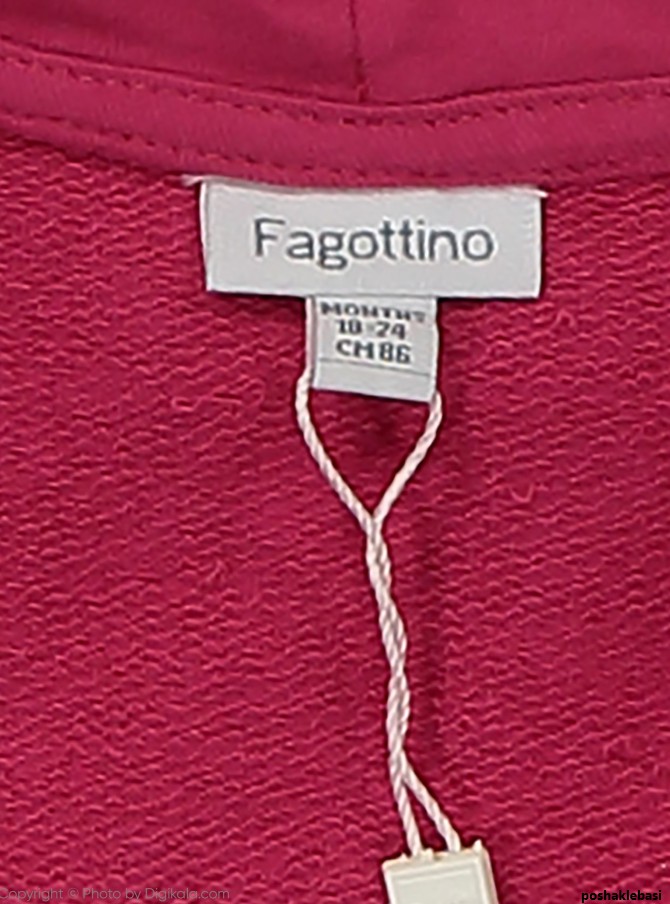 Fagottino
MONTHS
18-24
CM 86
Copyright © Photo by Digikala.com
poshaklebasi